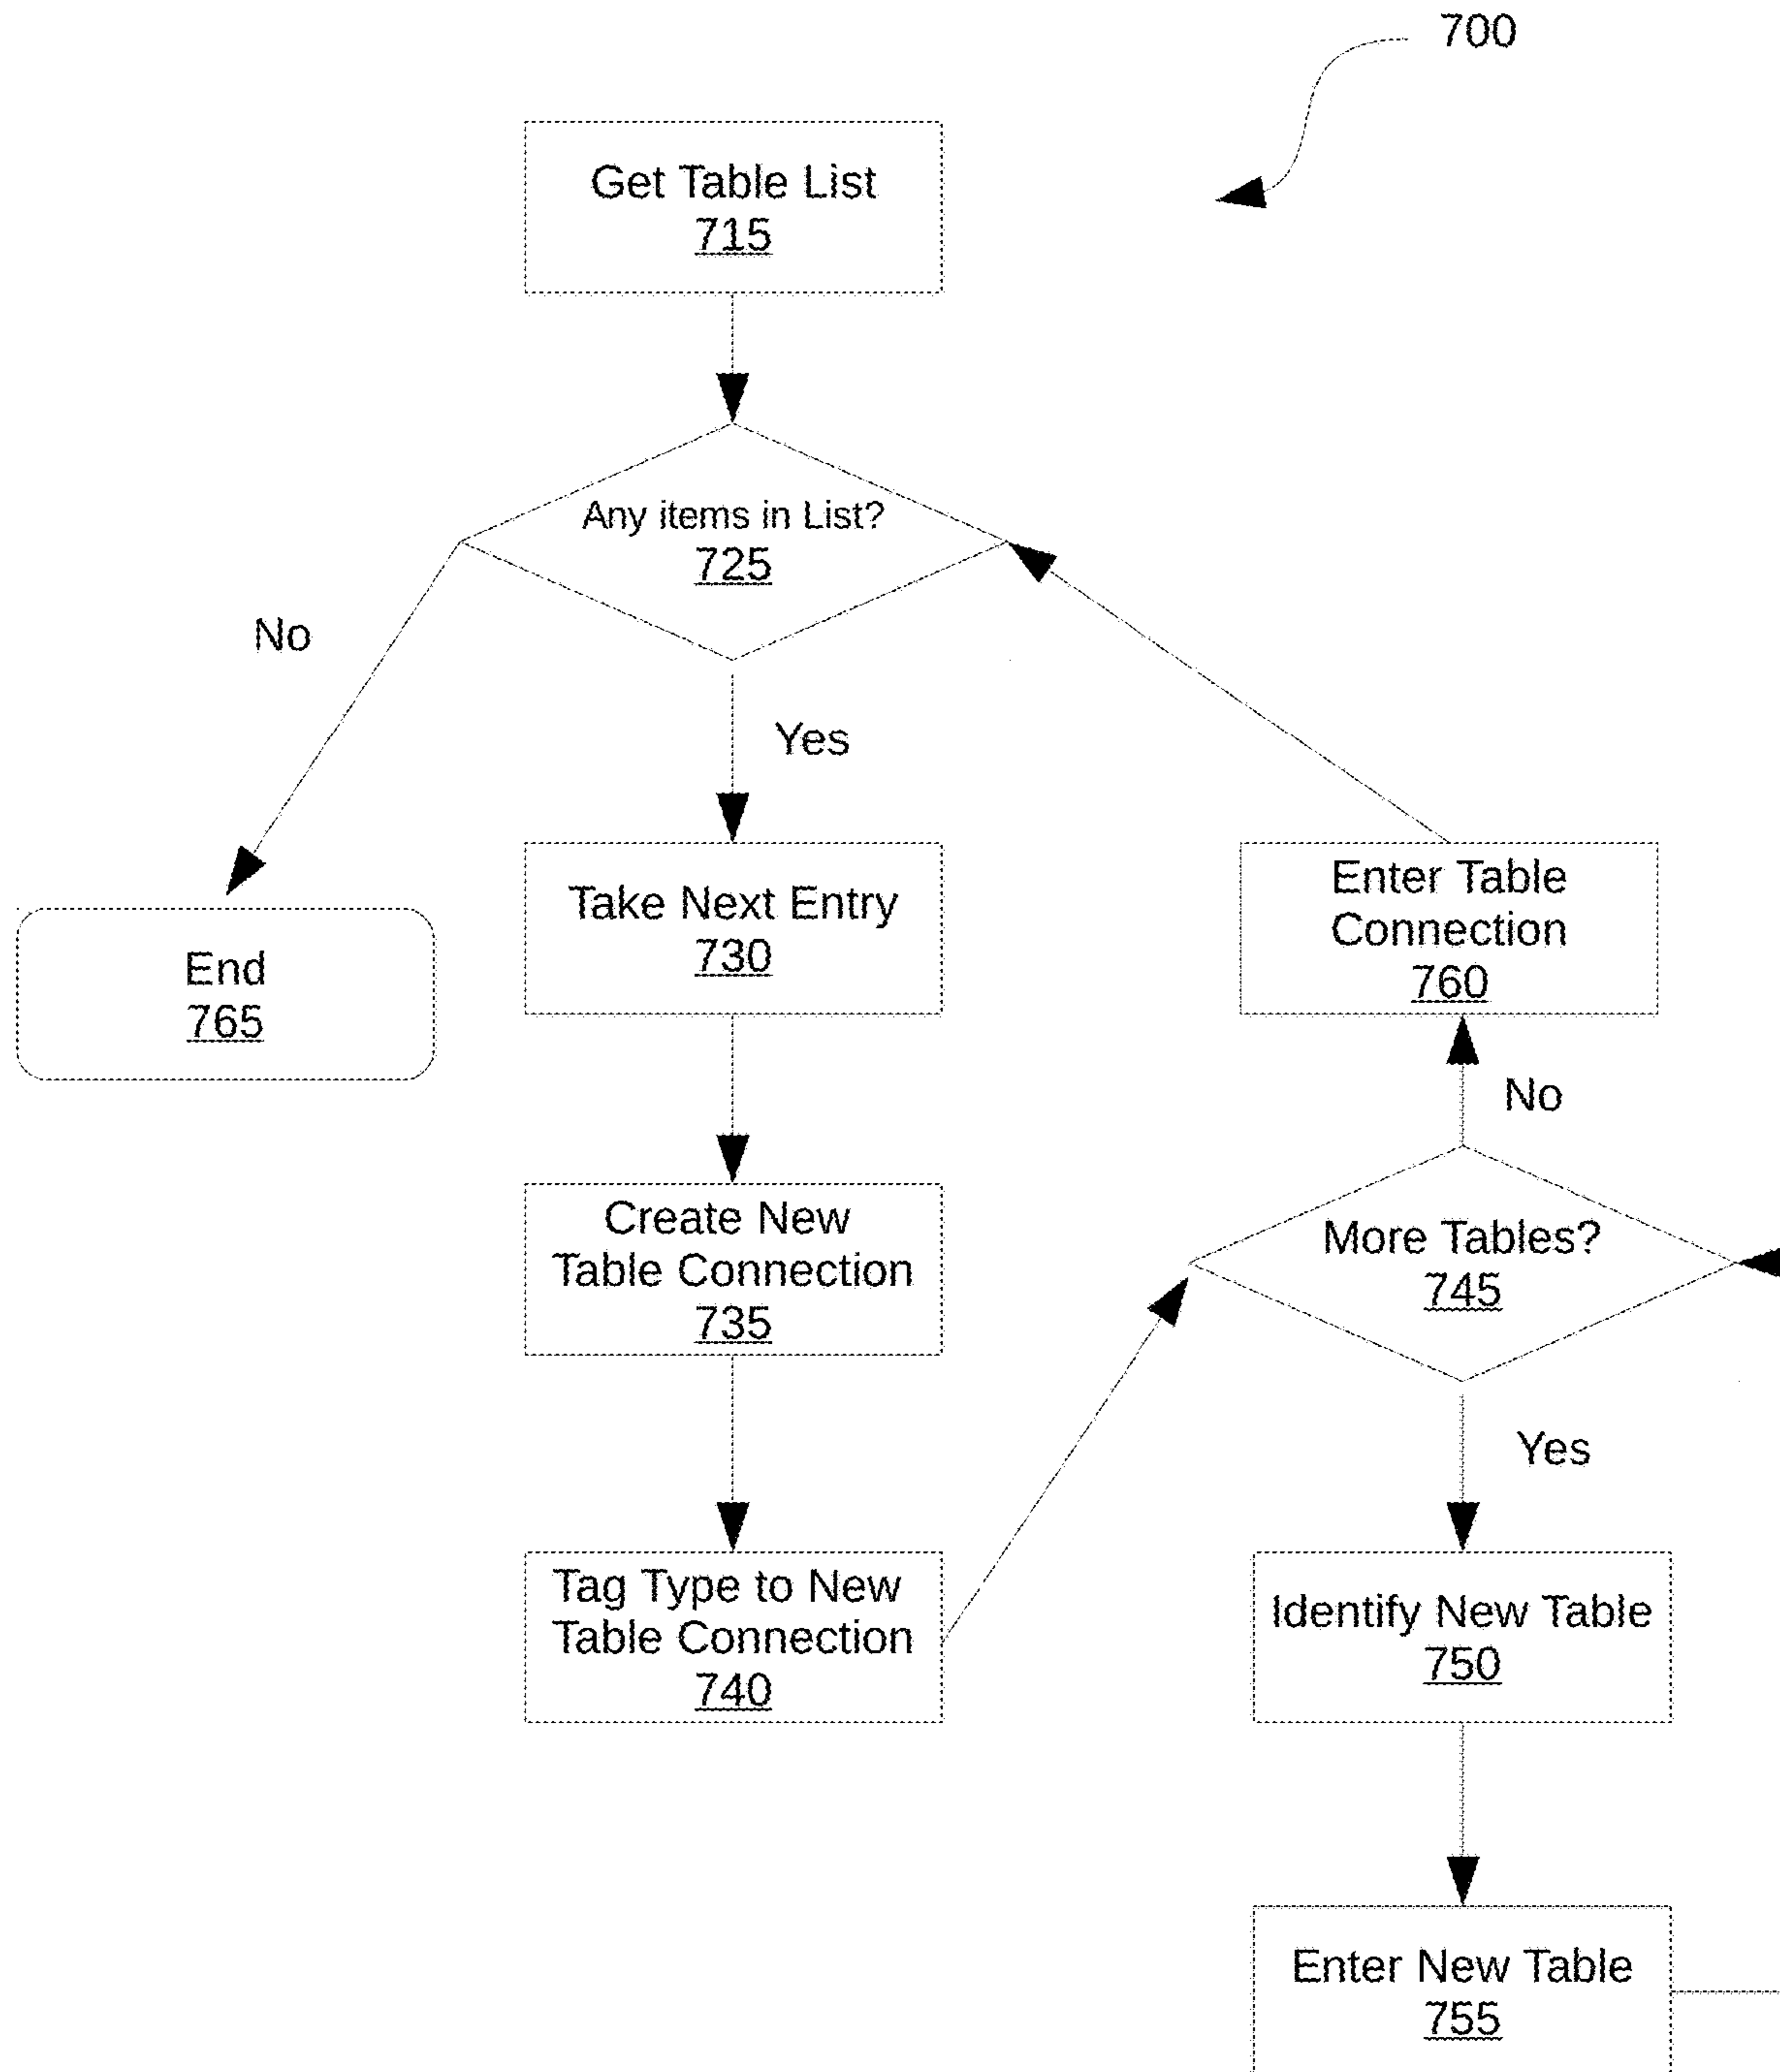 700
Get Table List
715
Any items in List?
725
No
Yes
Take Next Entry
730
Enter Table
Connection
760
End
765
No
Create New
Table Connection
735
More Tables?
745
Yes
Tag Type to New
Table Connection
740
Identify New Table
750
Enter New Table
755